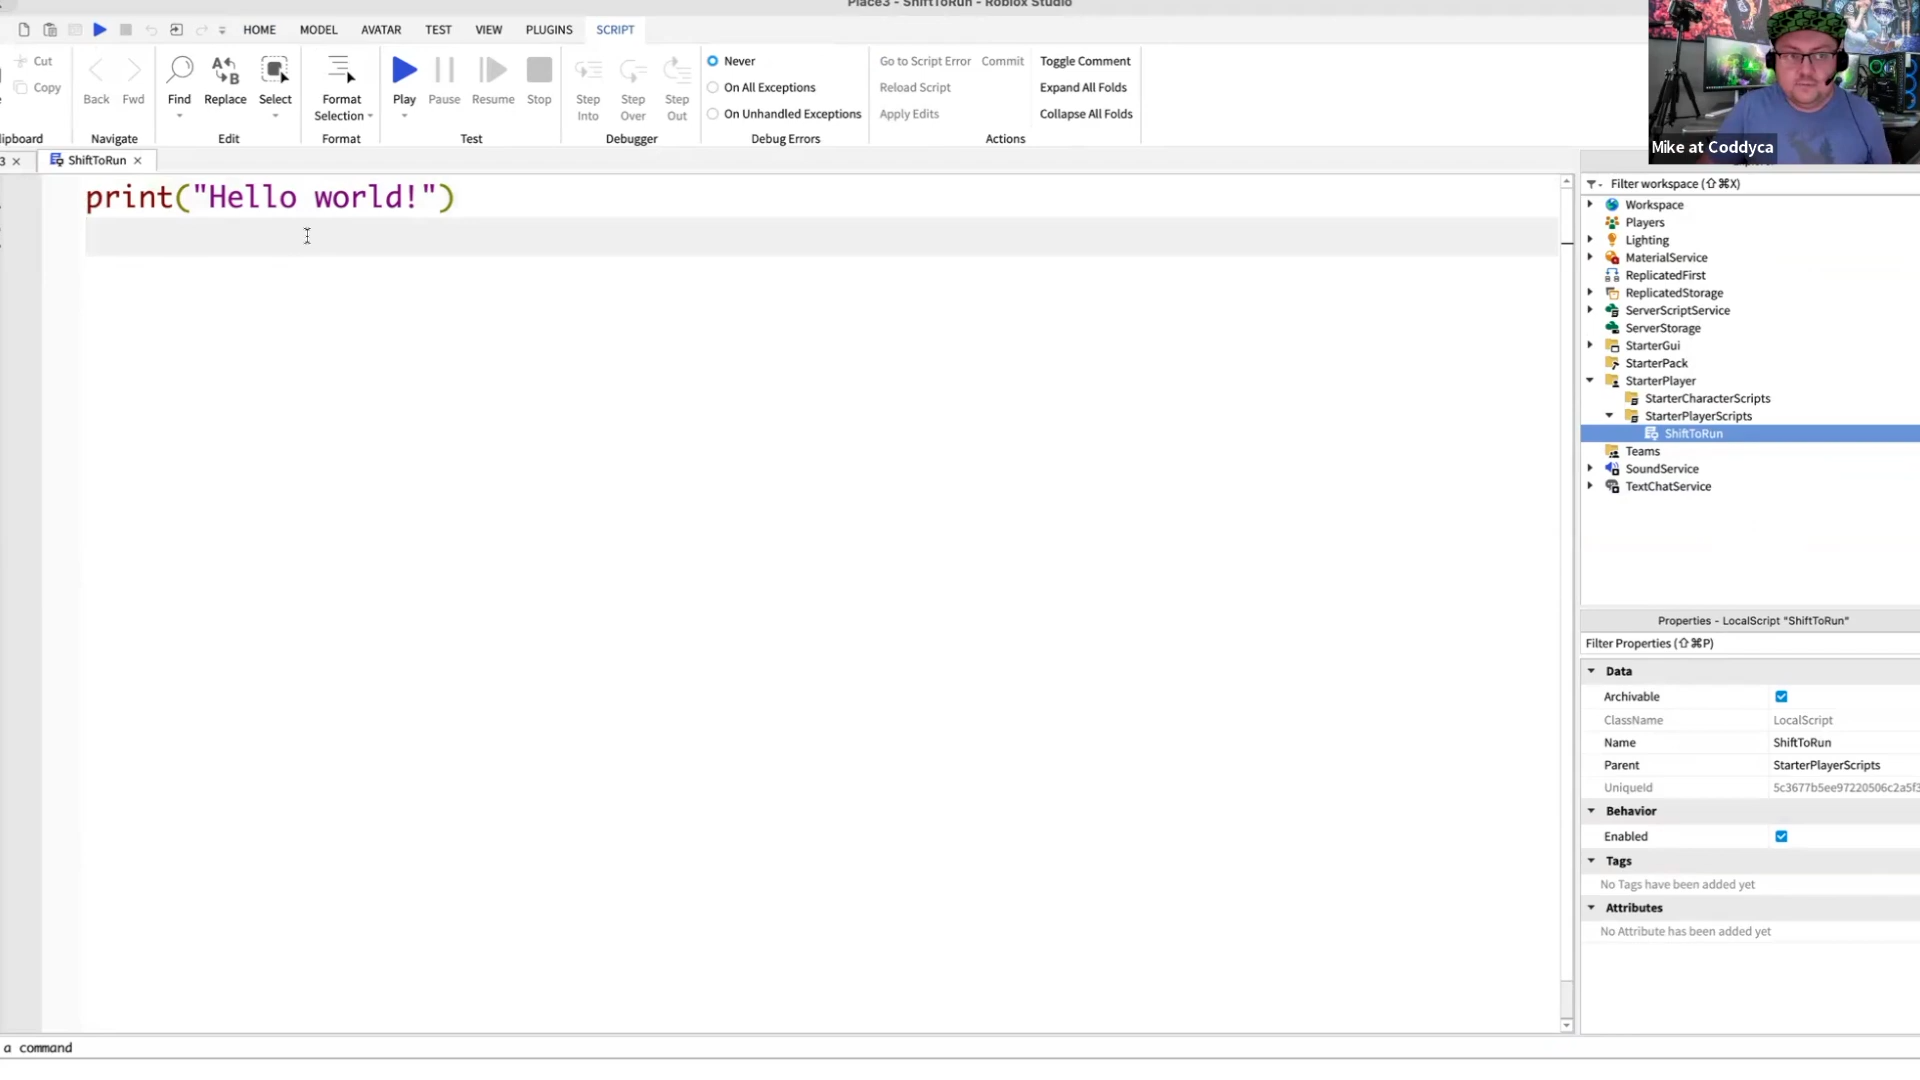 Place3 - ShiftToRun - Roblox Studio
HOME MODEL AVATAR TEST VIEW PLUGINS SCRIPT
Cut
Copy
Back Fwd
Navigate
Find Replace Select
Edit
Format Selection
Format
Play Pause Resume Stop
Test
Step Into Step Over Step Out
Debugger
Never
On All Exceptions
On Unhandled Exceptions
Debug Errors
Go to Script Error Commit
Reload Script
Apply Edits
Toggle Comment
Expand All Folds
Collapse All Folds
Actions
lipboard
Mike at Coddyca
3 ShiftToRun
print("Hello world!")
Filter workspace (⇧⌘X)
Workspace
Players
Lighting
MaterialService
ReplicatedFirst
ReplicatedStorage
ServerScriptService
ServerStorage
StarterGui
StarterPack
StarterPlayer
StarterCharacterScripts
StarterPlayerScripts
ShiftToRun
Teams
SoundService
TextChatService
Properties - LocalScript "ShiftToRun"
Filter Properties (⇧⌘P)
Data
Archivable
ClassName LocalScript
Name ShiftToRun
Parent StarterPlayerScripts
UniqueId 5c3677b5ee97220506c2a5f3
Behavior
Enabled
Tags
No Tags have been added yet
Attributes
No Attribute has been added yet
a command